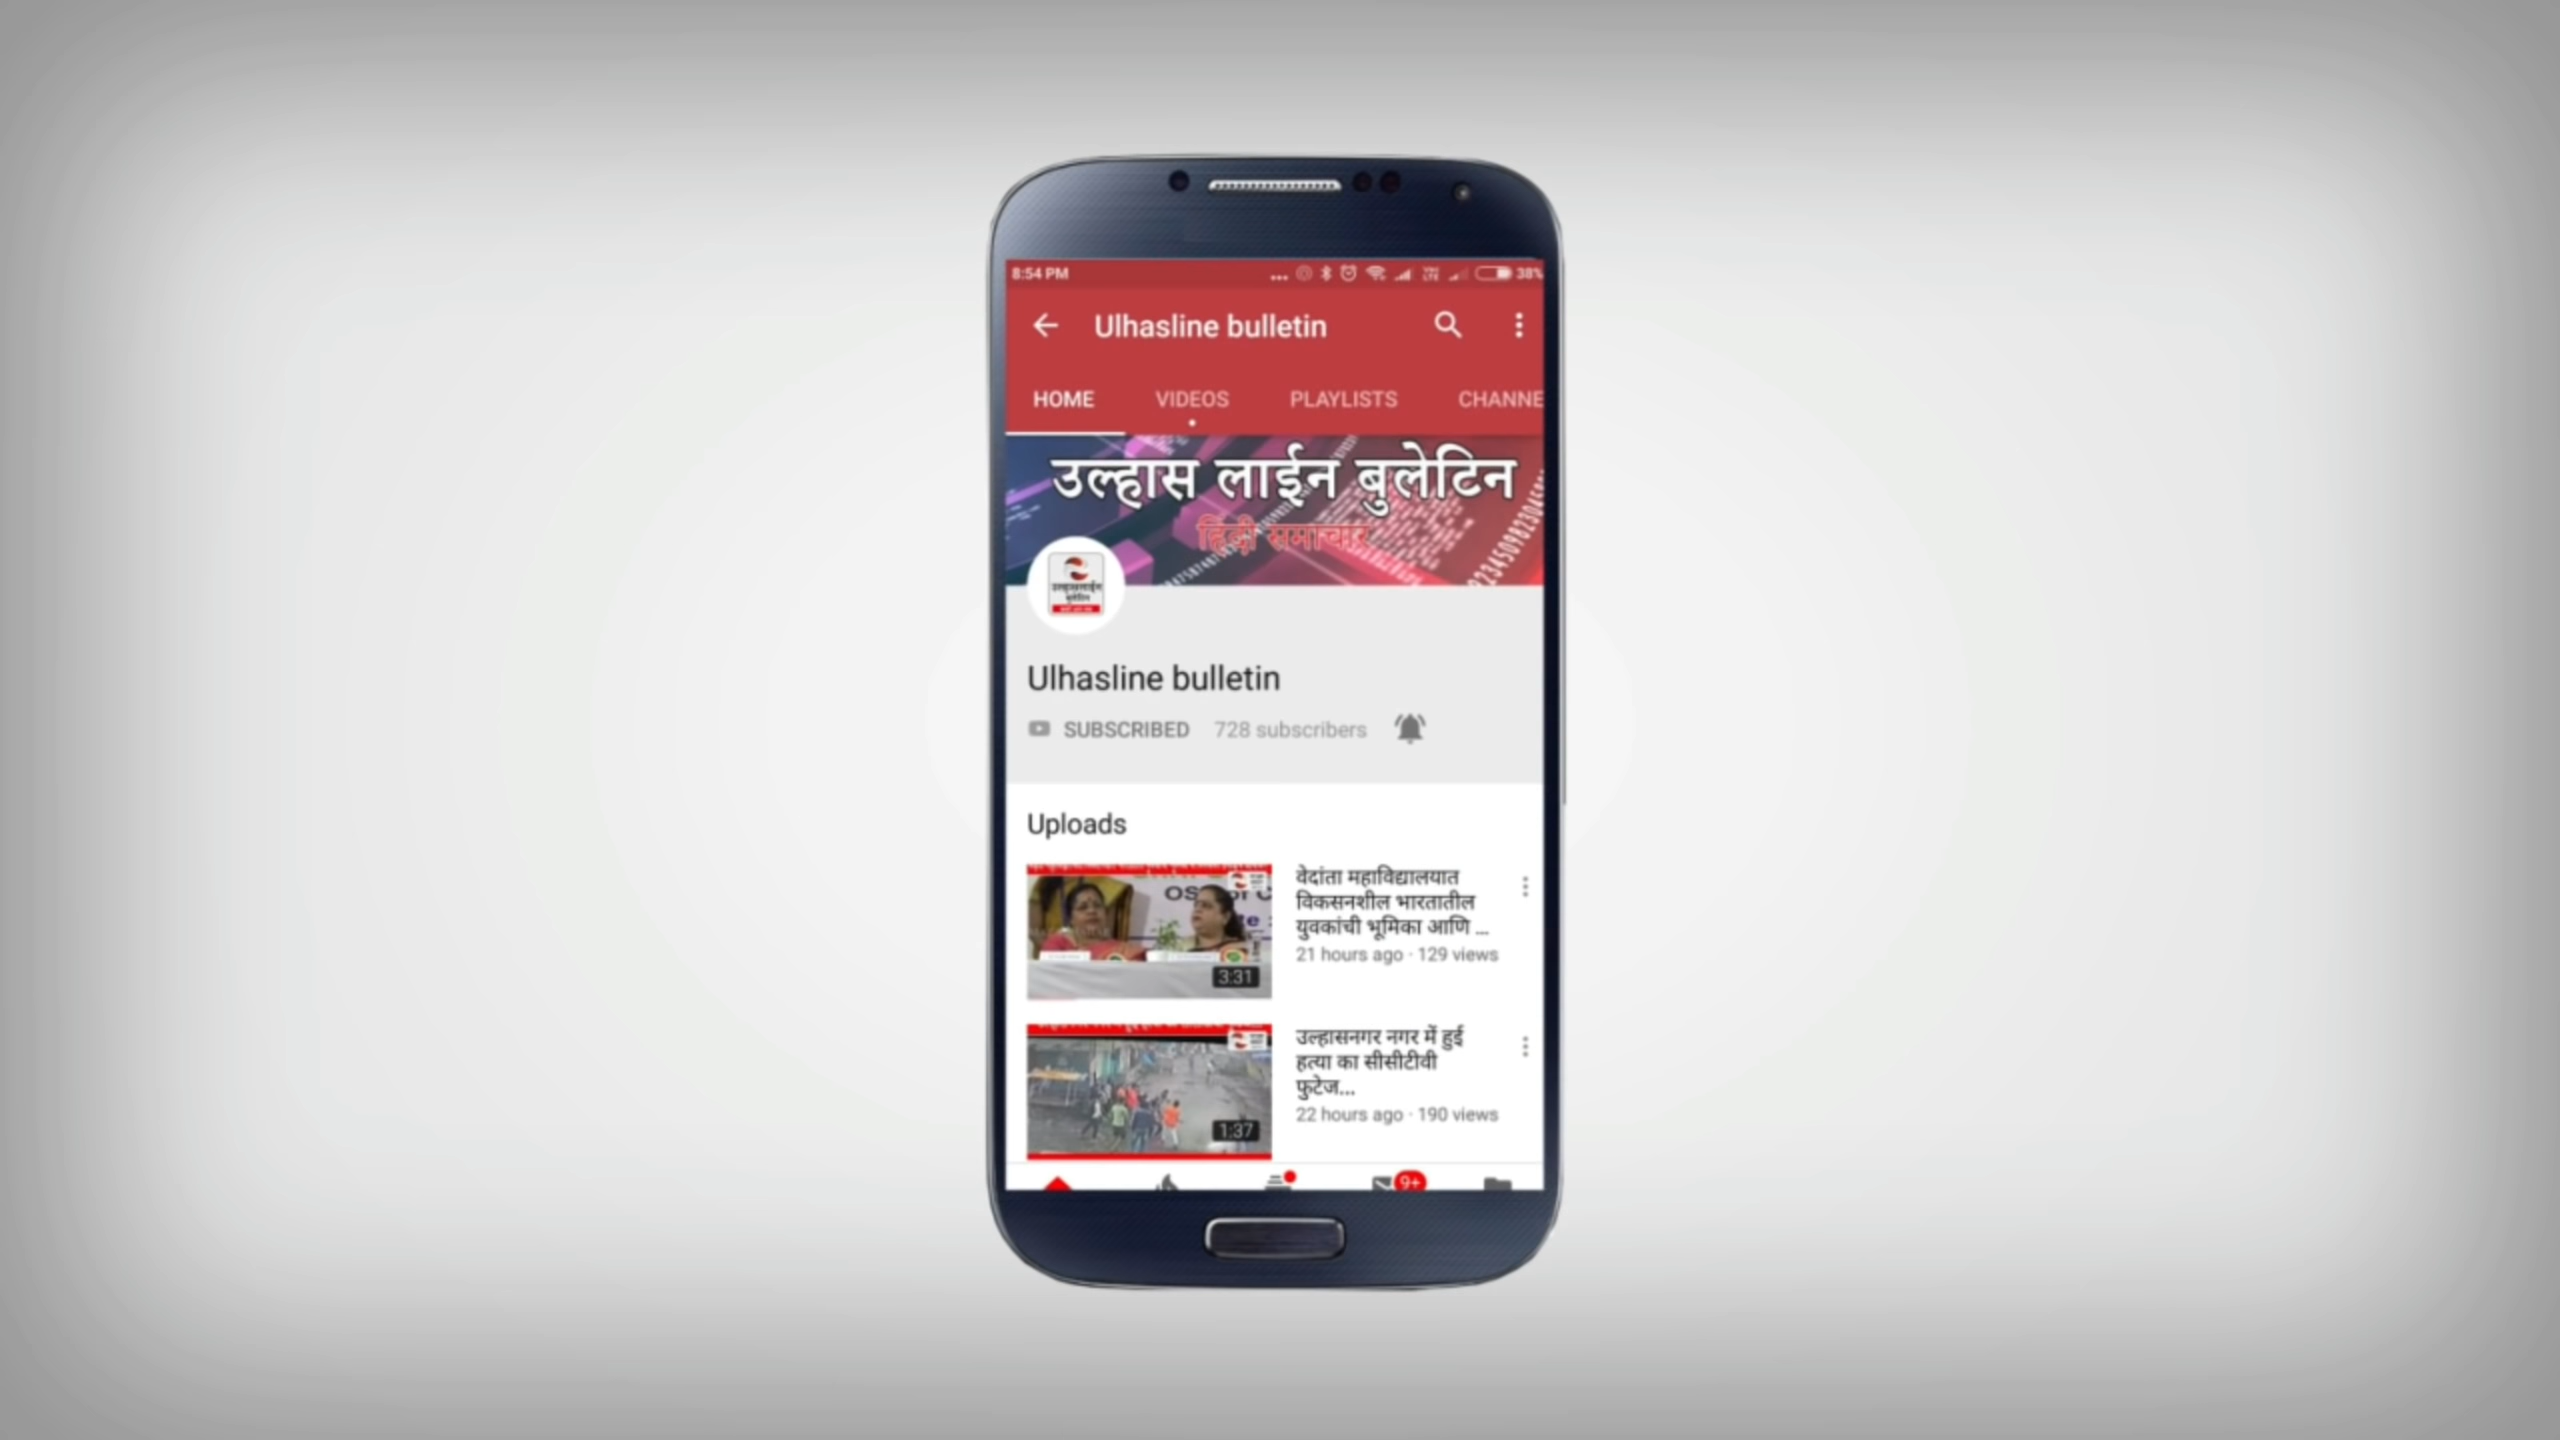 8:54 PM
38%
Ulhasline bulletin
HOME VIDEOS PLAYLISTS CHANNE
उल्हास लाईन बुलेटिन
हिंदी समाचार
Ulhasline bulletin
SUBSCRIBED 728 subscribers
Uploads
वेदांता महाविद्यालयात
विकसनशील भारतातील
युवकांची भूमिका आणि ...
21 hours ago · 129 views
3:31
उल्हासनगर नगर में हुई
हत्या का सीसीटीवी
फुटेज...
22 hours ago · 190 views
1:37
9+